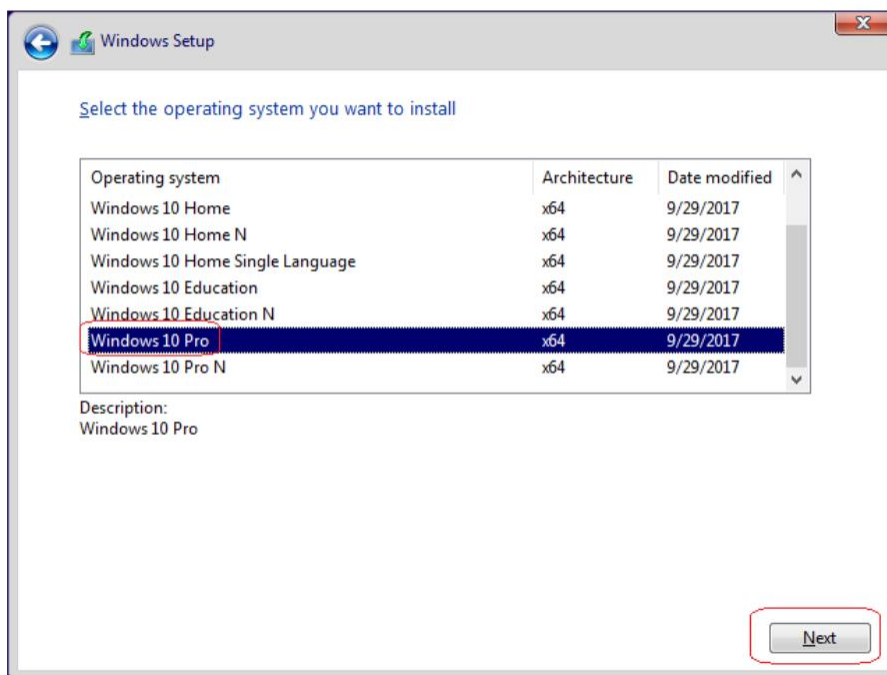 Windows Setup
Select the operating system you want to install
Operating system Architecture Date modified
Windows 10 Home x64 9/29/2017
Windows 10 Home N x64 9/29/2017
Windows 10 Home Single Language x64 9/29/2017
Windows 10 Education x64 9/29/2017
Windows 10 Education N x64 9/29/2017
Windows 10 Pro x64 9/29/2017
Windows 10 Pro N x64 9/29/2017
Description:
Windows 10 Pro
Next